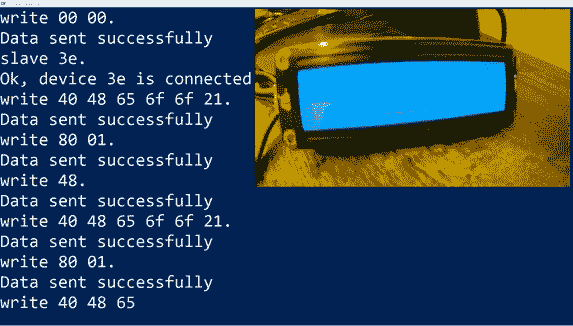 write 00 00.
Data sent successfully
slave 3e.
Ok, device 3e is connected
write 40 48 65 6f 6f 21.
Data sent successfully
write 80 01.
Data sent successfully
write 48.
Data sent successfully
write 40 48 65 6f 6f 21.
Data sent successfully
write 80 01.
Data sent successfully
write 40 48 65